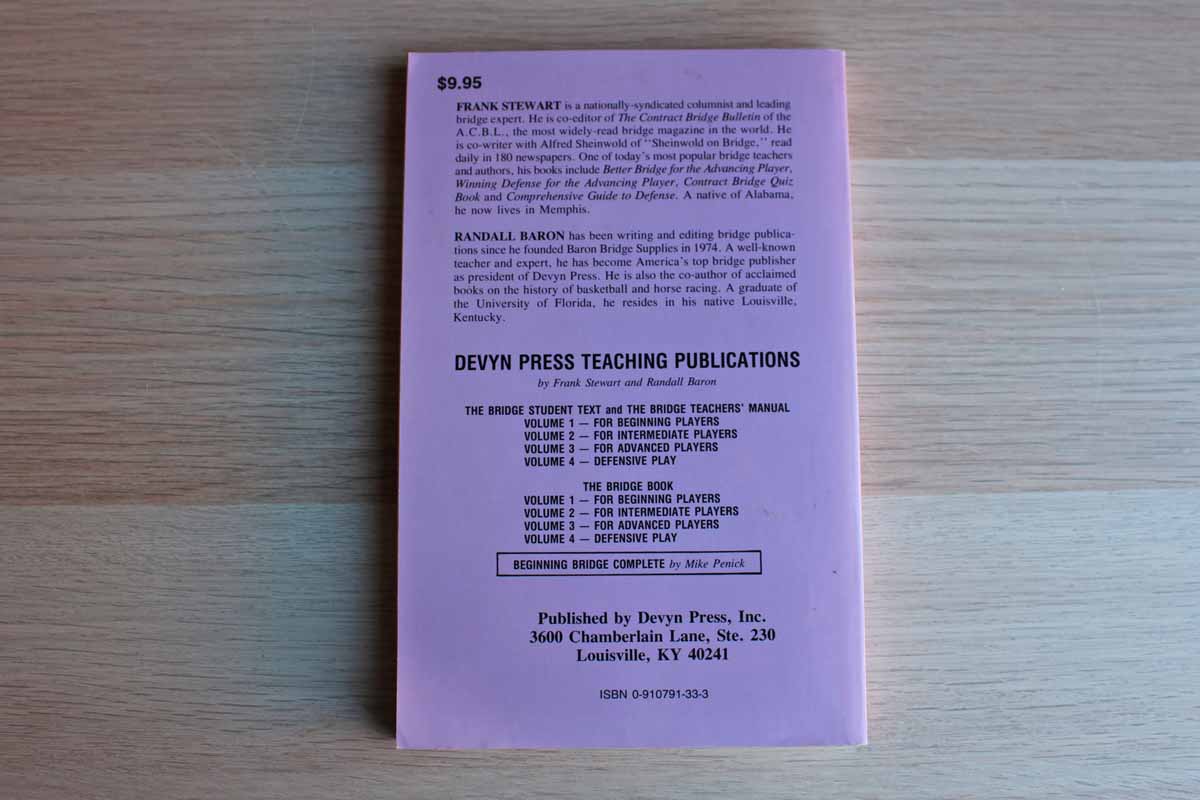 $9.95
FRANK STEWART is a nationally-syndicated columnist and leading
bridge expert. He is co-editor of The Contract Bridge Bulletin of the
A.C.B.L., the most widely-read bridge magazine in the world. He
is co-writer with Alfred Sheinwold of "Sheinwold on Bridge," read
daily in 180 newspapers. One of today's most popular bridge teachers
and authors, his books include Better Bridge for the Advancing Player,
Winning Defense for the Advancing Player, Contract Bridge Quiz
Book and Comprehensive Guide to Defense. A native of Alabama,
he now lives in Memphis.
RANDALL BARON has been writing and editing bridge publica-
tions since he founded Baron Bridge Supplies in 1974. A well-known
teacher and expert, he has become America's top bridge publisher
as president of Devyn Press. He is also the co-author of acclaimed
books on the history of basketball and horse racing. A graduate of
the University of Florida, he resides in his native Louisville,
Kentucky.
DEVYN PRESS TEACHING PUBLICATIONS
by Frank Stewart and Randall Baron
THE BRIDGE STUDENT TEXT and THE BRIDGE TEACHERS' MANUAL
VOLUME 1 — FOR BEGINNING PLAYERS
VOLUME 2 — FOR INTERMEDIATE PLAYERS
VOLUME 3 — FOR ADVANCED PLAYERS
VOLUME 4 — DEFENSIVE PLAY
THE BRIDGE BOOK
VOLUME 1 — FOR BEGINNING PLAYERS
VOLUME 2 — FOR INTERMEDIATE PLAYERS
VOLUME 3 — FOR ADVANCED PLAYERS
VOLUME 4 — DEFENSIVE PLAY
BEGINNING BRIDGE COMPLETE by Mike Penick
Published by Devyn Press, Inc.
3600 Chamberlain Lane, Ste. 230
Louisville, KY 40241
ISBN 0-910791-33-3